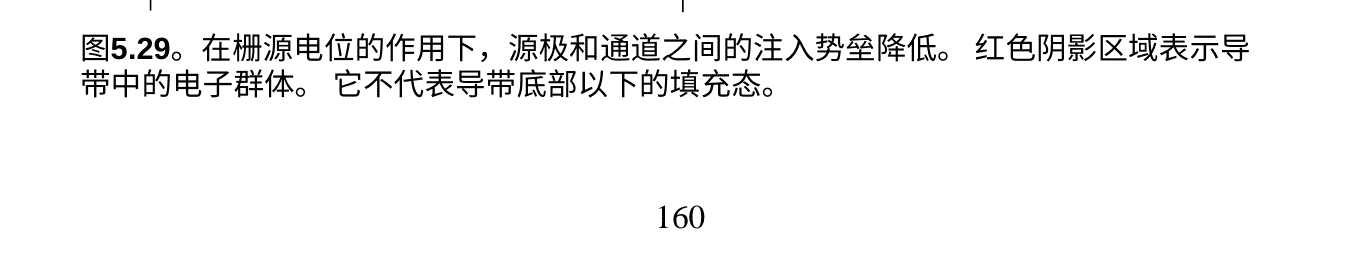 图5.29。在栅源电位的作用下，源极和通道之间的注入势垒降低。 红色阴影区域表示导
带中的电子群体。 它不代表导带底部以下的填充态。
160